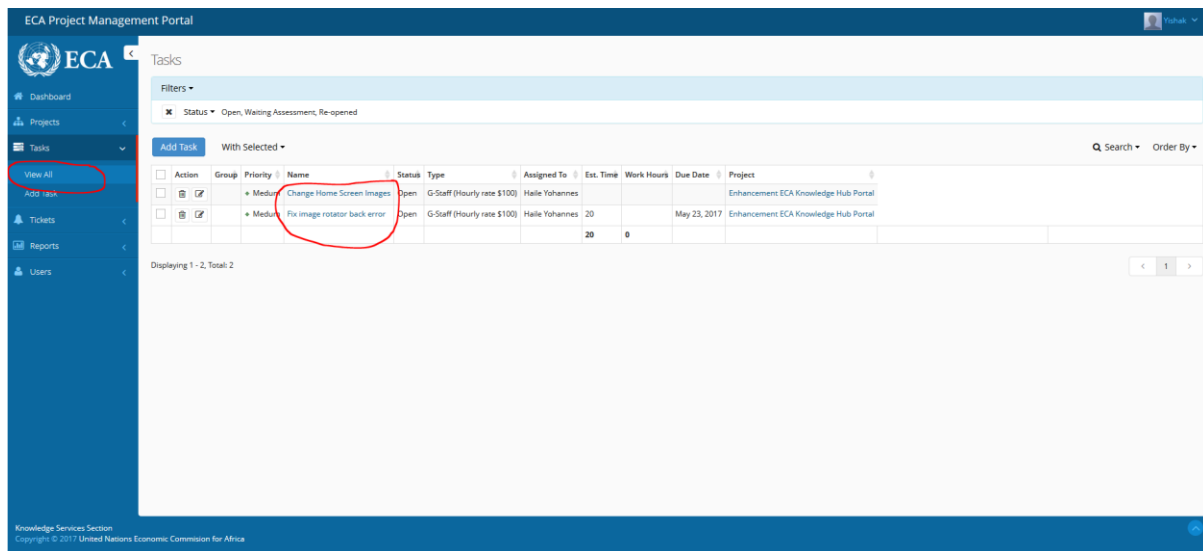 ECA Project Management Portal
Yishak
ECA
Tasks
Filters
Status Open, Waiting Assessment, Re-opened
Dashboard
Projects
Tasks
View All
Add Task
Tickets
Reports
Users
Add Task With Selected Search Order By
Action Group Priority Name Status Type Assigned To Est. Time Work Hours Due Date Project
Medium Change Home Screen Images Open G-Staff (Hourly rate $100) Haile Yohannes Enhancement ECA Knowledge Hub Portal
Medium Fix image rotator back error Open G-Staff (Hourly rate $100) Haile Yohannes 20 May 23, 2017 Enhancement ECA Knowledge Hub Portal
20 0
Displaying 1 - 2, Total: 2
< 1 >
Knowledge Services Section
Copyright © 2017 United Nations Economic Commision for Africa